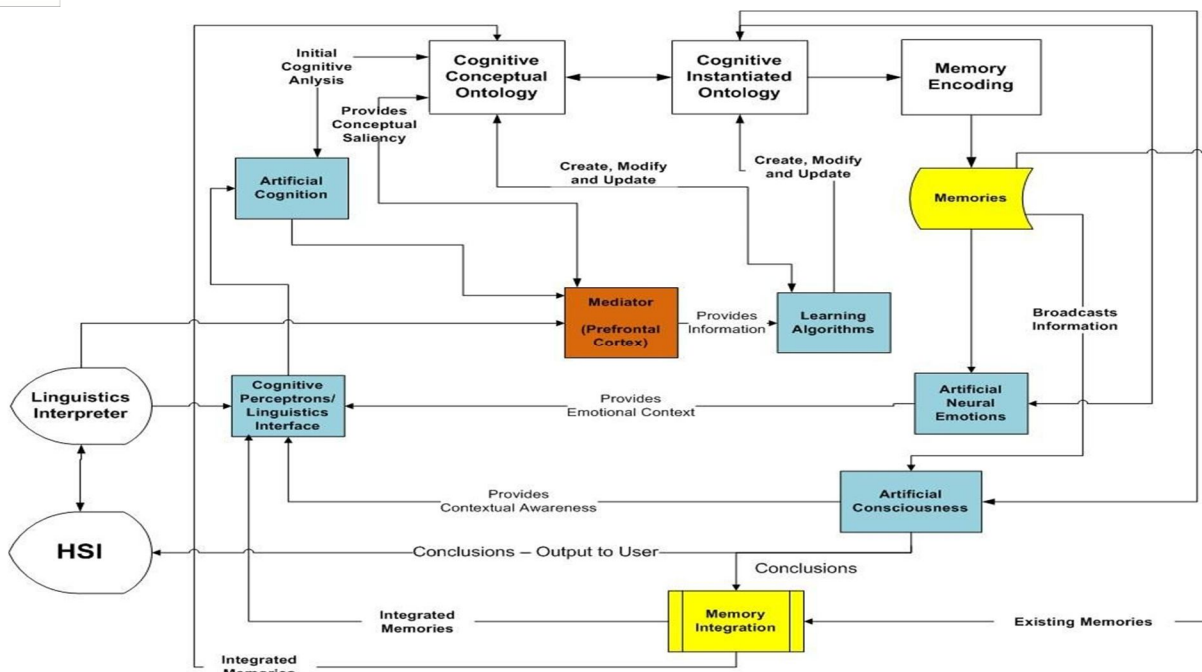 Initial
Cognitive
Anlysis
Cognitive
Conceptual
Ontology
Cognitive
Instantiated
Ontology
Memory
Encoding
Provides
Conceptual
Saliency
Create, Modify
and Update
Create, Modify
and Update
Artificial
Cognition
Memories
Mediator
(Prefrontal
Cortex)
Provides
Information
Learning
Algorithms
Broadcasts
Information
Linguistics
Interpreter
Cognitive
Perceptrons/
Linguistics
Interface
Provides
Emotional Context
Artificial
Neural
Emotions
Provides
Contextual Awareness
Artificial
Consciousness
HSI
Conclusions – Output to User
Conclusions
Integrated
Memories
Memory
Integration
Existing Memories
Integrated
Memories